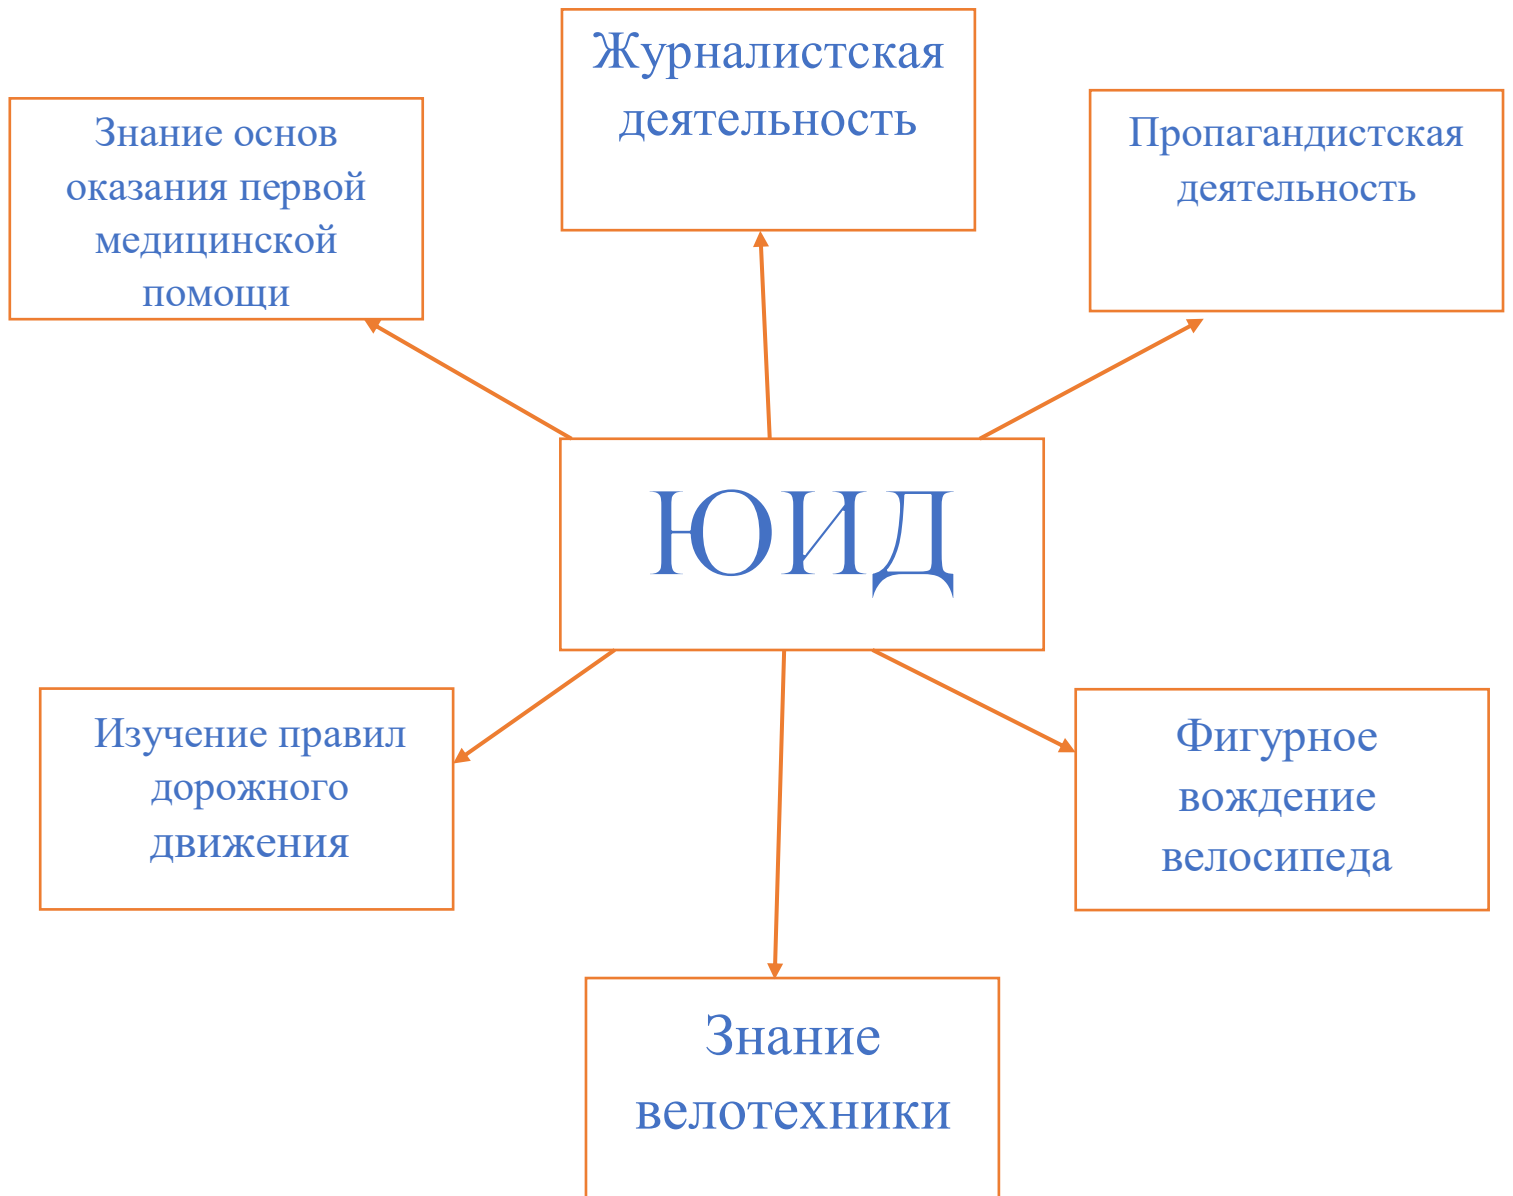 Журналистская
деятельность
Знание основ
оказания первой
медицинской
помощи
Пропагандистская
деятельность
ЮИД
Изучение правил
дорожного
движения
Фигурное
вождение
велосипеда
Знание
велотехники